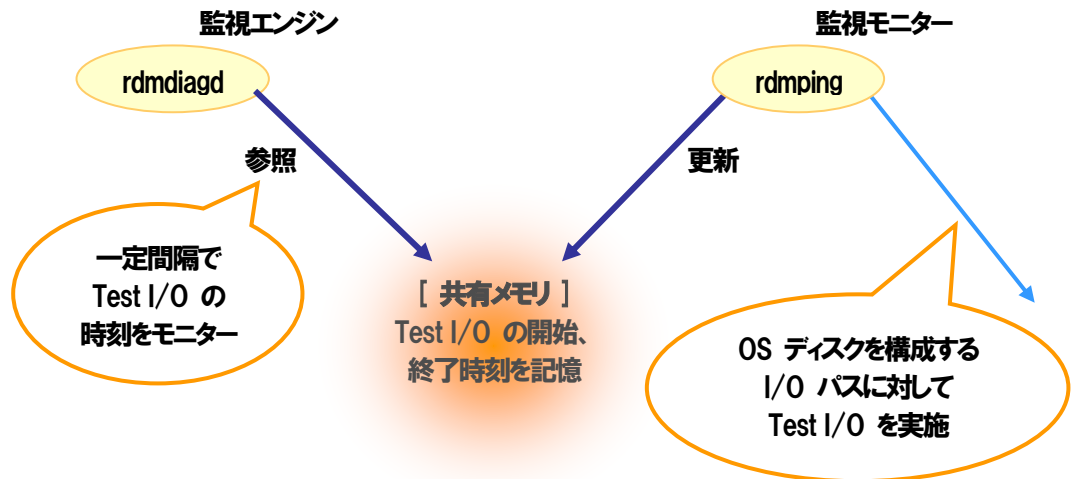 監視エンジン
監視モニター
rdmdiagd
rdmping
参照
更新
一定間隔で
Test I/O の
時刻をモニター
[ 共有メモリ ]
Test I/O の開始、
終了時刻を記憶
OS ディスクを構成する
I/O パスに対して
Test I/O を実施